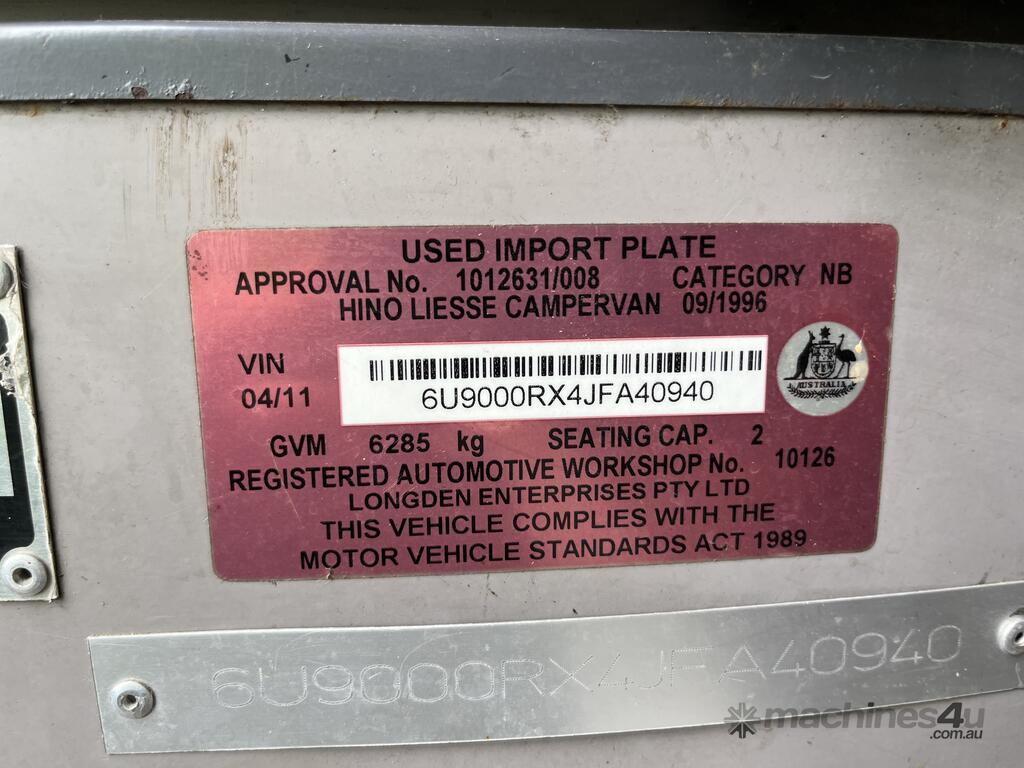 USED IMPORT PLATE
APPROVAL No. 1012631/008 CATEGORY NB
HINO LIESSE CAMPERVAN 09/1996
VIN
04/11
6U9000RX4JFA40940
AUSTRALIA
GVM 6285 kg SEATING CAP. 2
REGISTERED AUTOMOTIVE WORKSHOP No. 10126
LONGDEN ENTERPRISES PTY LTD
THIS VEHICLE COMPLIES WITH THE
MOTOR VEHICLE STANDARDS ACT 1989
6U9000RX4JFA40940
machines4u
.com.au